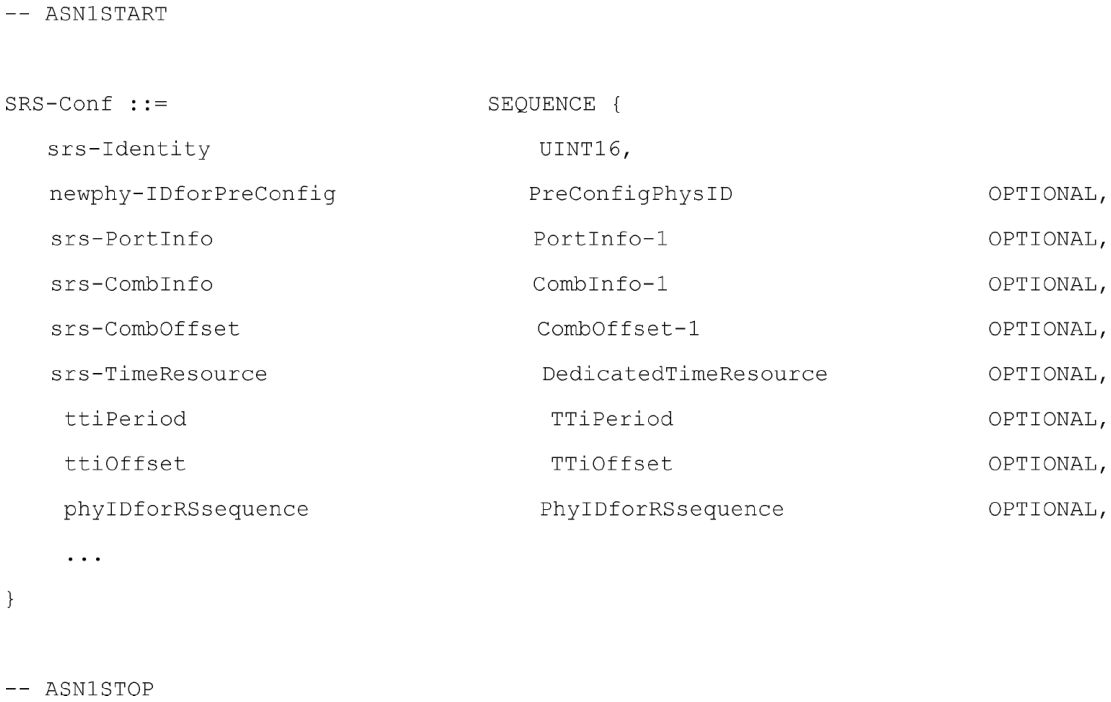 -- ASN1START
SRS-Conf ::= SEQUENCE {
srs-Identity UINT16,
newphy-IDforPreConfig PreConfigPhysID OPTIONAL,
srs-PortInfo PortInfo-1 OPTIONAL,
srs-CombInfo CombInfo-1 OPTIONAL,
srs-CombOffset CombOffset-1 OPTIONAL,
srs-TimeResource DedicatedTimeResource OPTIONAL,
ttiPeriod TTiPeriod OPTIONAL,
ttiOffset TTiOffset OPTIONAL,
phyIDforRSsequence PhyIDforRSsequence OPTIONAL,
...
}
-- ASN1STOP